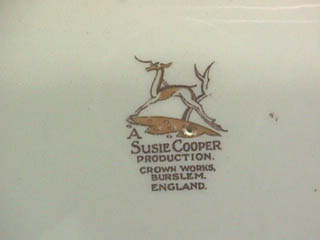 A
SUSIE COOPER
PRODUCTION.
CROWN WORKS,
BURSLEM.
ENGLAND.